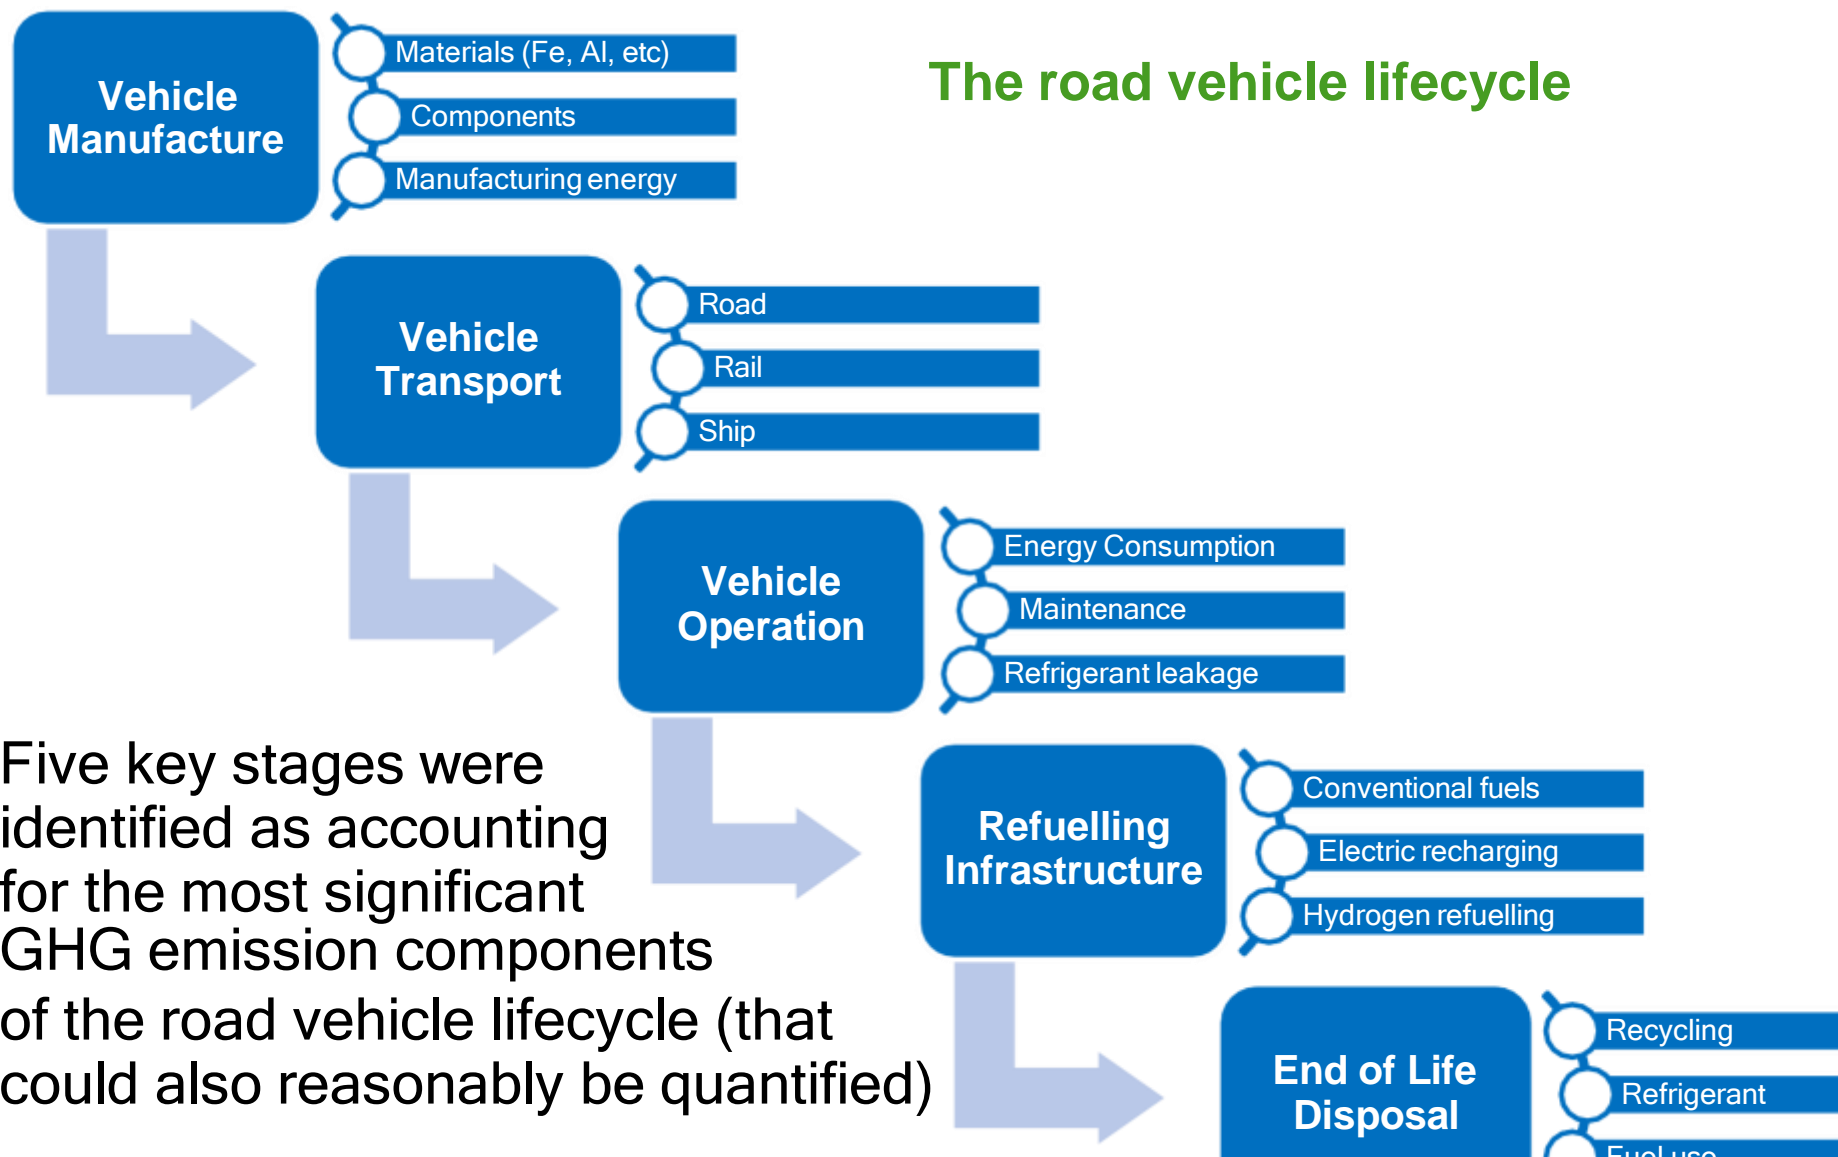 The road vehicle lifecycle
Vehicle
Manufacture
Materials (Fe, Al, etc)
Components
Manufacturing energy
Vehicle
Transport
Road
Rail
Ship
Vehicle
Operation
Energy Consumption
Maintenance
Refrigerant leakage
Refuelling
Infrastructure
Conventional fuels
Electric recharging
Hydrogen refuelling
End of Life
Disposal
Recycling
Refrigerant
Fuel use
Five key stages were
identified as accounting
for the most significant
GHG emission components
of the road vehicle lifecycle (that
could also reasonably be quantified)